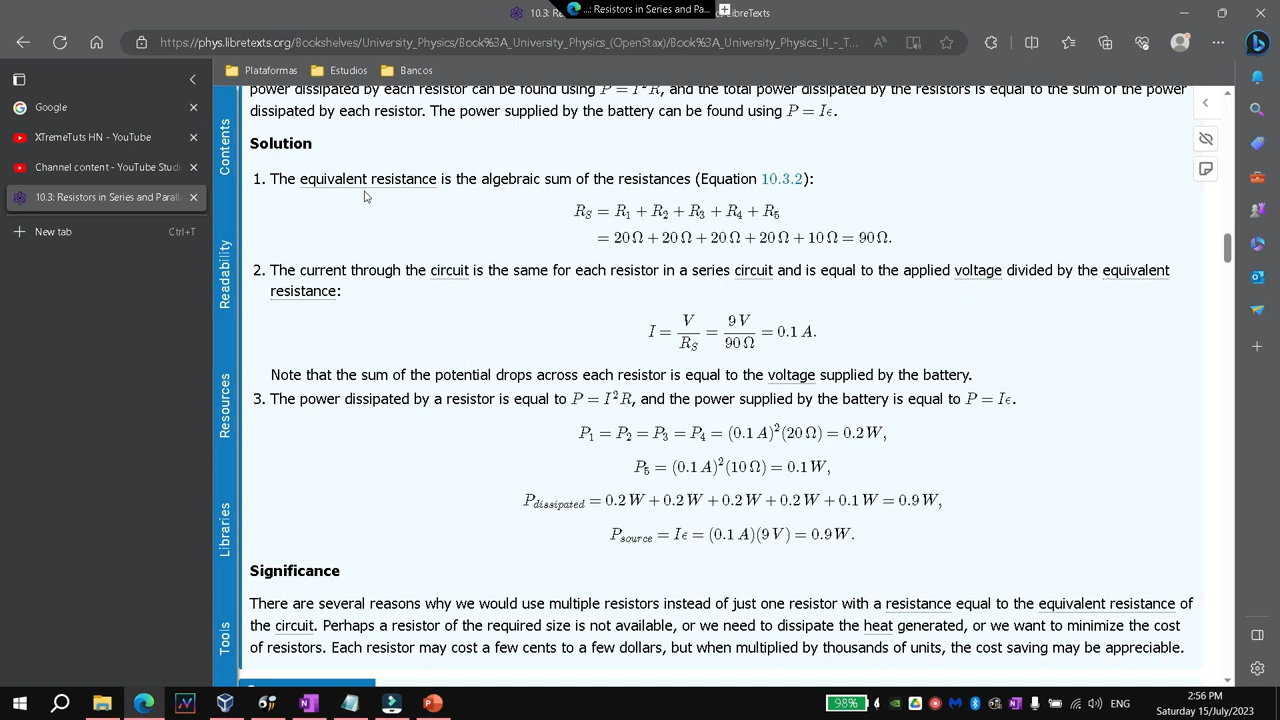 10.3: R
...: Resistors in Series and Pa...
LibreTexts
https://phys.libretexts.org/Bookshelves/University_Physics/Book%3A_University_Physics_(OpenStax)/Book%3A_University_Physics_II_-_T...
Plataformas
Estudios
Bancos
Google
XTremeTuts HN - YouTube
Channel content - YouTube Stud
10.3: Resistors in Series and Parall
New tab
Ctrl+T
Contents
Readability
Resources
Libraries
Tools
power dissipated by each resistor can be found using P = I²R, and the total power dissipated by the resistors is equal to the sum of the power
dissipated by each resistor. The power supplied by the battery can be found using P = Iϵ.
Solution
1. The equivalent resistance is the algebraic sum of the resistances (Equation 10.3.2):
R_S = R₁ + R₂ + R₃ + R₄ + R₅
= 20 Ω + 20 Ω + 20 Ω + 20 Ω + 10 Ω = 90 Ω.
2. The current through the circuit is the same for each resistor in a series circuit and is equal to the applied voltage divided by the equivalent
resistance:
I = V/R_S = 9 V/90 Ω = 0.1 A.
Note that the sum of the potential drops across each resistor is equal to the voltage supplied by the battery.
3. The power dissipated by a resistor is equal to P = I²R, and the power supplied by the battery is equal to P = Iϵ.
P₁ = P₂ = P₃ = P₄ = (0.1 A)²(20 Ω) = 0.2 W,
P₅ = (0.1 A)²(10 Ω) = 0.1 W,
P_dissipated = 0.2 W + 0.2 W + 0.2 W + 0.2 W + 0.1 W = 0.9 W,
P_source = Iϵ = (0.1 A)(9 V) = 0.9 W.
Significance
There are several reasons why we would use multiple resistors instead of just one resistor with a resistance equal to the equivalent resistance of
the circuit. Perhaps a resistor of the required size is not available, or we need to dissipate the heat generated, or we want to minimize the cost
of resistors. Each resistor may cost a few cents to a few dollars, but when multiplied by thousands of units, the cost saving may be appreciable.
98%
ENG
2:56 PM
Saturday 15/July/2023